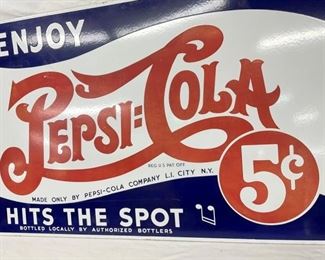 ENJOY
PEPSI=COLA
REG. U.S. PAT. OFF.
5¢
MADE ONLY BY PEPSI-COLA COMPANY L.I. CITY N.Y.
HITS THE SPOT
BOTTLED LOCALLY BY AUTHORIZED BOTTLERS